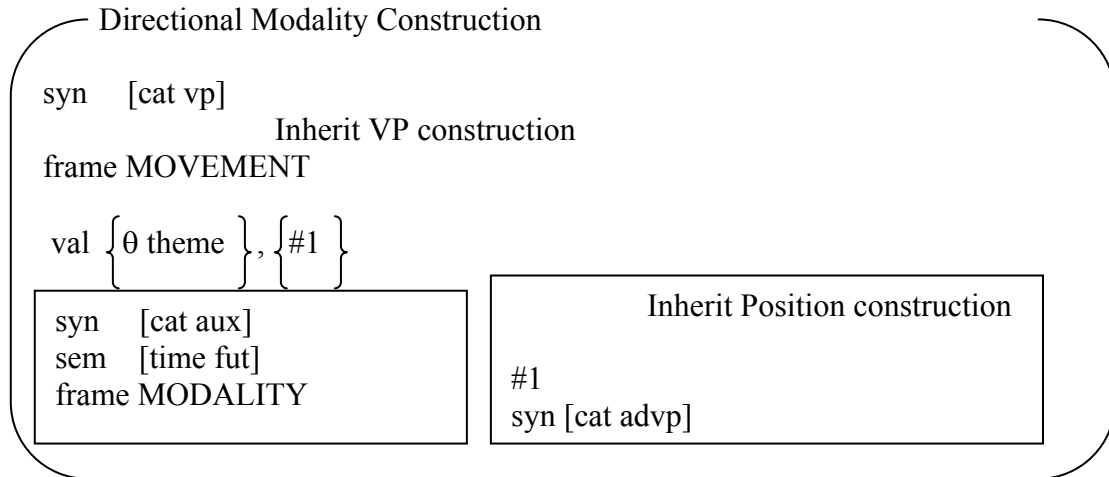 Directional Modality Construction
syn [cat vp]
Inherit VP construction
frame MOVEMENT
val {θ theme }, {#1 }
syn [cat aux]
sem [time fut]
frame MODALITY
Inherit Position construction
#1
syn [cat advp]